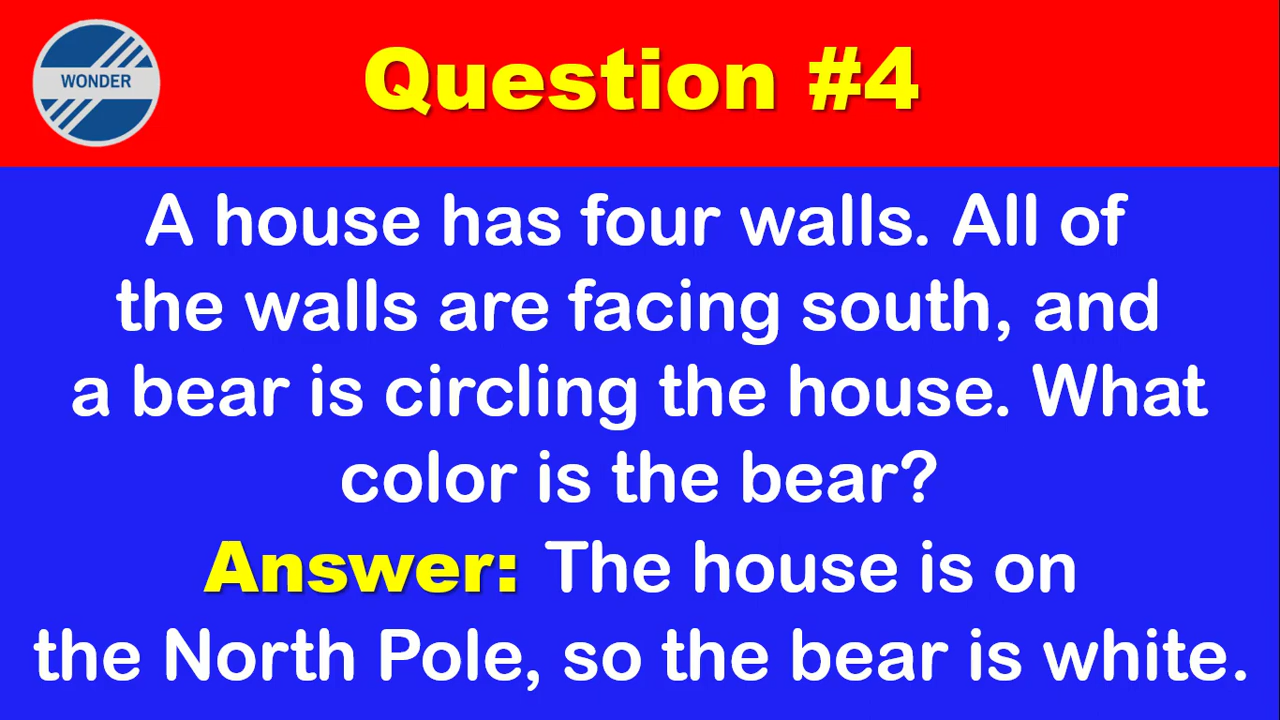 WONDER
Question #4
A house has four walls. All of
the walls are facing south, and
a bear is circling the house. What
color is the bear?
Answer: The house is on
the North Pole, so the bear is white.